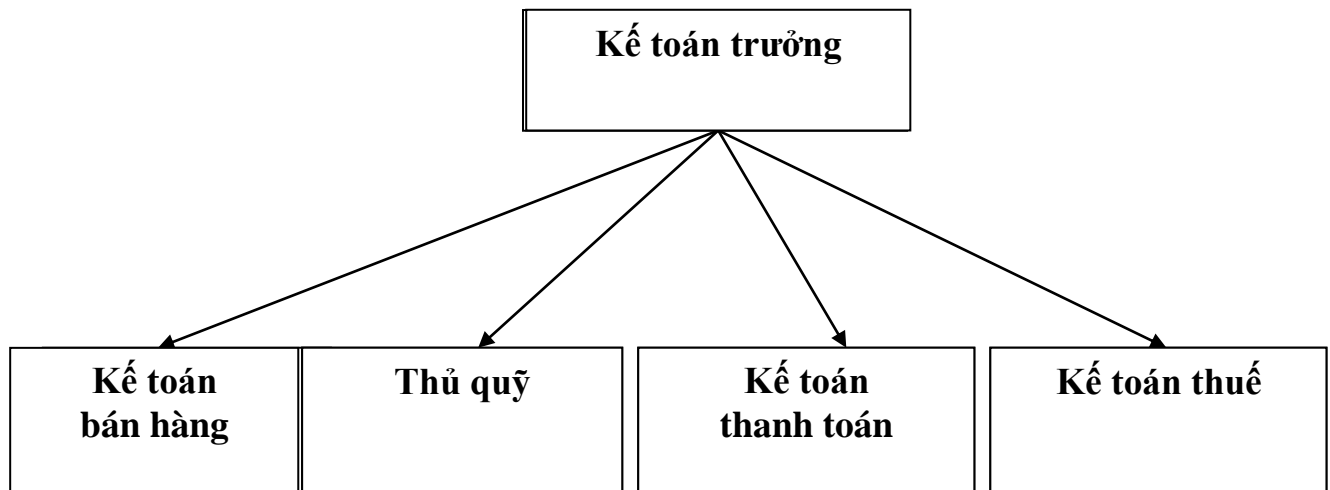 Kế toán trưởng
Kế toán
bán hàng
Thủ quỹ
Kế toán
thanh toán
Kế toán thuế